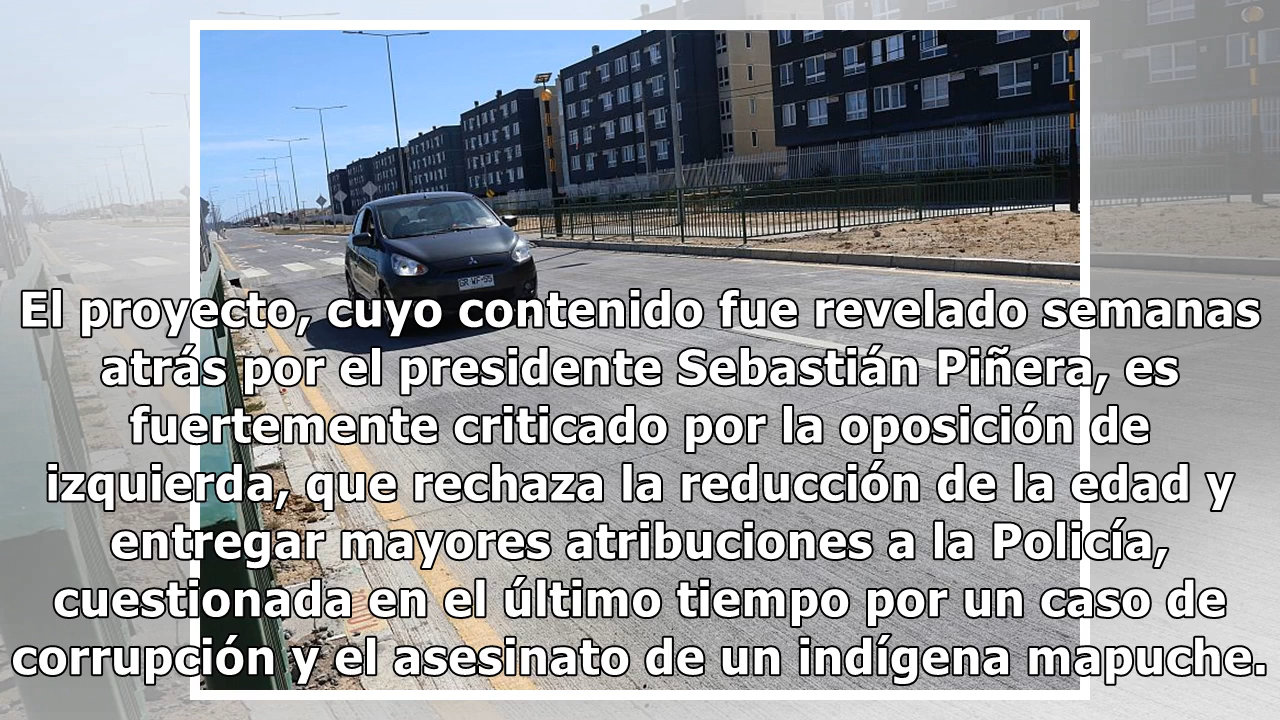 El proyecto, cuyo contenido fue revelado semanas
atrás por el presidente Sebastián Piñera, es
fuertemente criticado por la oposición de
izquierda, que rechaza la reducción de la edad y
entregar mayores atribuciones a la Policía,
cuestionada en el último tiempo por un caso de
corrupción y el asesinato de un indígena mapuche.